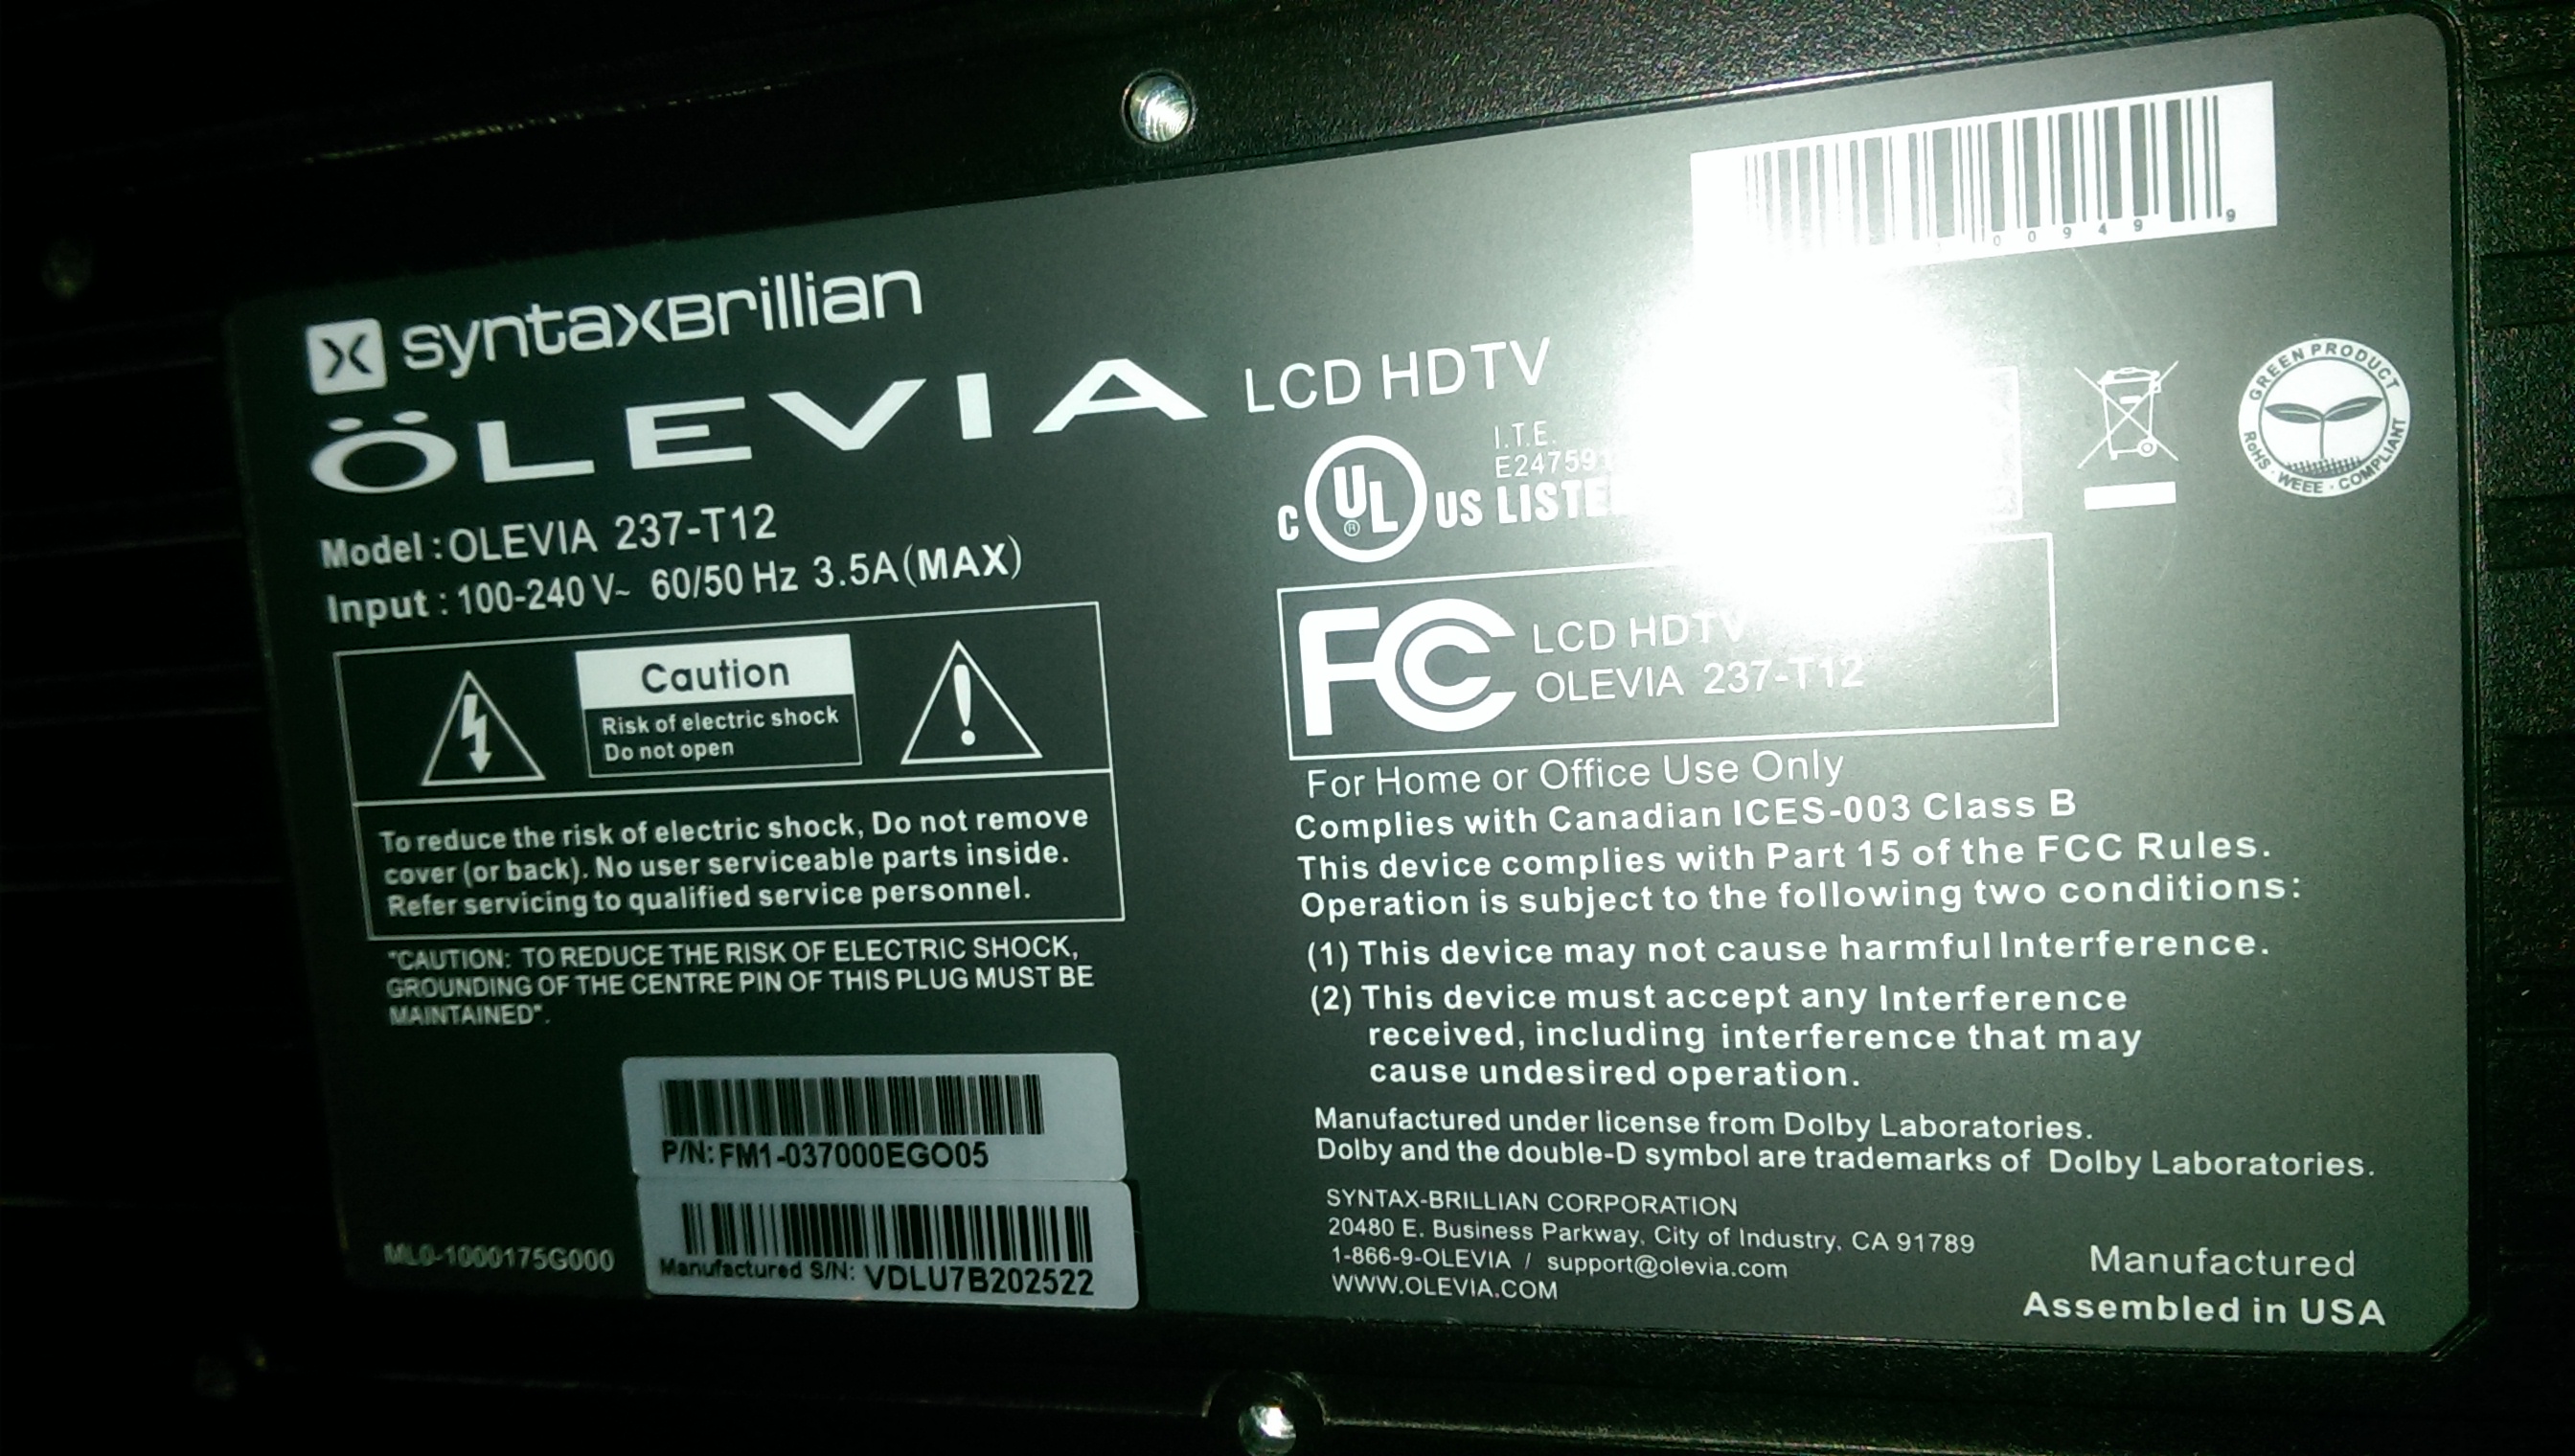 syntaxBrillian
ÖLEVIA LCD HDTV
Model : OLEVIA 237-T12
Input : 100-240 V~ 60/50 Hz 3.5A(MAX)
Caution
Risk of electric shock
Do not open
To reduce the risk of electric shock, Do not remove
cover (or back). No user serviceable parts inside.
Refer servicing to qualified service personnel.
"CAUTION: TO REDUCE THE RISK OF ELECTRIC SHOCK,
GROUNDING OF THE CENTRE PIN OF THIS PLUG MUST BE
MAINTAINED".
P/N: FM1-037000EGO05
Manufactured S/N: VDLU7B202522
ML0-1000175G000
0 0 9 4 9 9
I.T.E.
C UL ® US
GREEN PRODUCT
RoHS · WEEE · COMPLIANT
FCC LCD HDTV
OLEVIA 237-T12
For Home or Office Use Only
Complies with Canadian ICES-003 Class B
This device complies with Part 15 of the FCC Rules.
Operation is subject to the following two conditions:
(1) This device may not cause harmful Interference.
(2) This device must accept any Interference
received, including interference that may
cause undesired operation.
Manufactured under license from Dolby Laboratories.
Dolby and the double-D symbol are trademarks of Dolby Laboratories.
SYNTAX-BRILLIAN CORPORATION
20480 E. Business Parkway, City of Industry, CA 91789
1-866-9-OLEVIA / support@olevia.com
WWW.OLEVIA.COM
Manufactured
Assembled in USA